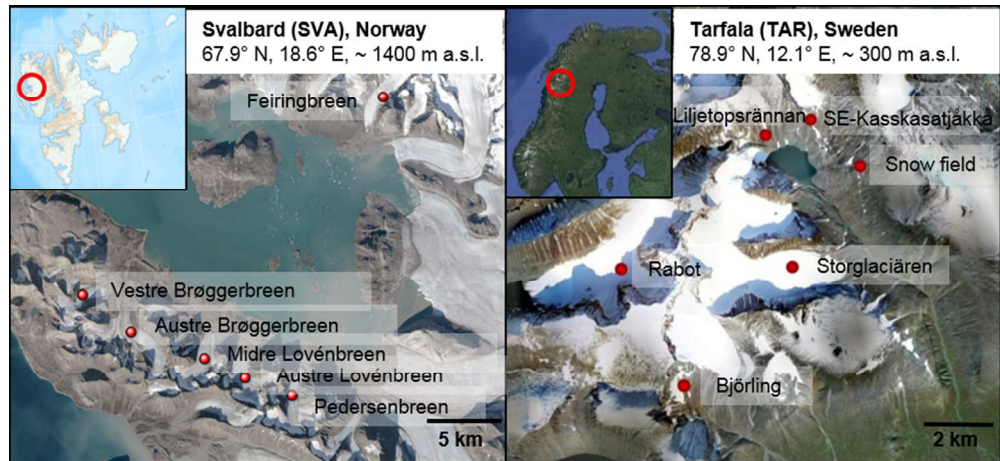 Svalbard (SVA), Norway
67.9° N, 18.6° E, ~ 1400 m a.s.l.
Feiringbreen
Vestre Brøggerbreen
Austre Brøggerbreen
Midre Lovénbreen
Austre Lovénbreen
Pedersenbreen
5 km
Tarfala (TAR), Sweden
78.9° N, 12.1° E, ~ 300 m a.s.l.
Liljetopsrännan
SE-Kasskasatjåkka
Snow field
Rabot
Storglaciären
Björling
2 km